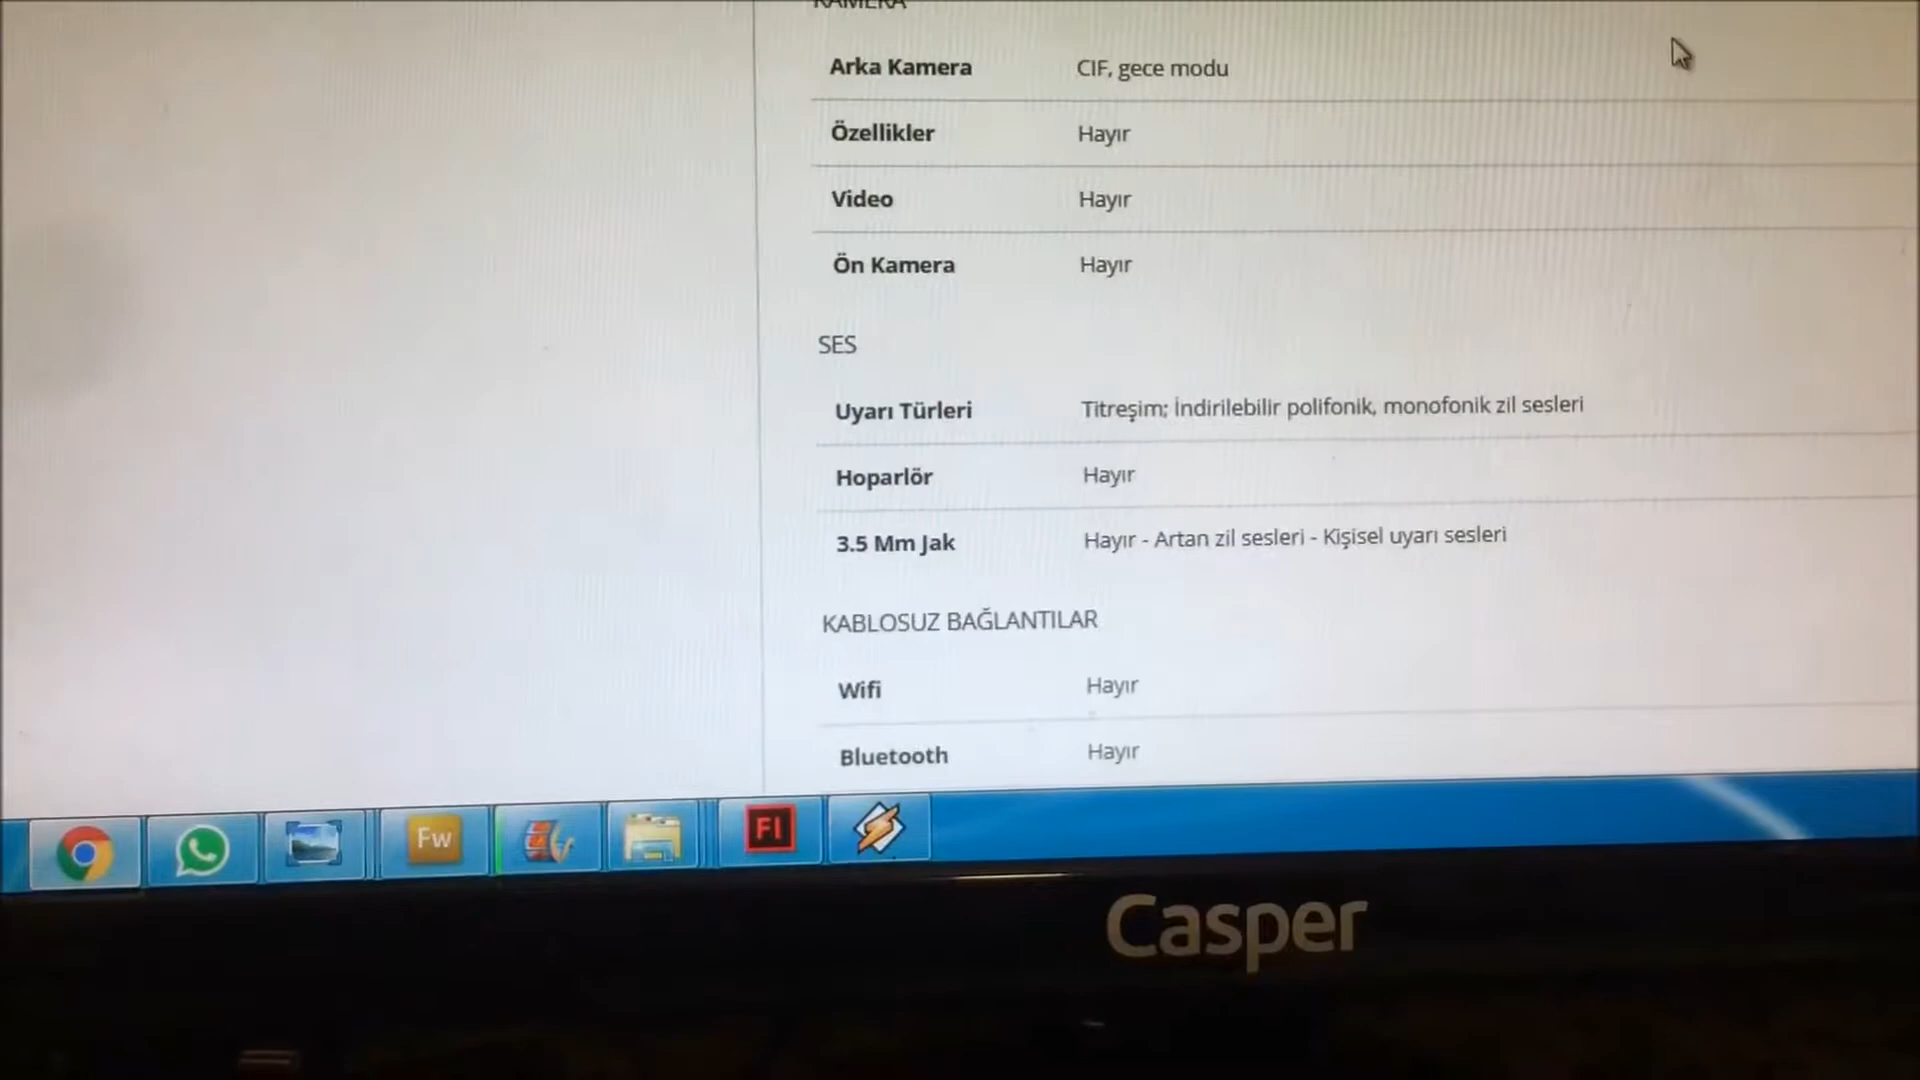 KAMERA
Arka Kamera CIF, gece modu
Özellikler Hayır
Video Hayır
Ön Kamera Hayır
SES
Uyarı Türleri Titreşim; İndirilebilir polifonik, monofonik zil sesleri
Hoparlör Hayır
3.5 Mm Jak Hayır - Artan zil sesleri - Kişisel uyarı sesleri
KABLOSUZ BAĞLANTILAR
Wifi Hayır
Bluetooth Hayır
Fw
Fl
Casper